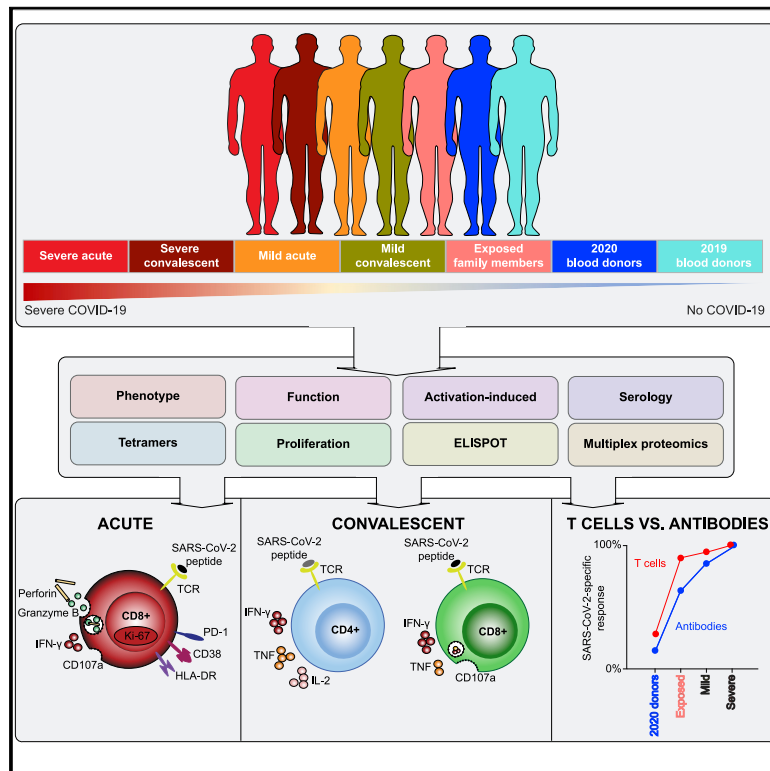 Severe acute
Severe
convalescent
Mild acute
Mild
convalescent
Exposed
family members
2020
blood donors
2019
blood donors
Severe COVID-19
No COVID-19
Phenotype
Function
Activation-induced
Serology
Tetramers
Proliferation
ELISPOT
Multiplex proteomics
ACUTE
SARS-CoV-2
peptide
TCR
Perforin
Granzyme B
CD8+
Ki-67
IFN-γ
CD107a
PD-1
CD38
HLA-DR
CONVALESCENT
SARS-CoV-2
peptide
TCR
IFN-γ
CD4+
TNF
IL-2
SARS-CoV-2
peptide
TCR
IFN-γ
CD8+
TNF
CD107a
T CELLS VS. ANTIBODIES
100%
T cells
Antibodies
SARS-CoV-2-specific
response
0%
2020 donors
Exposed
Mild
Severe